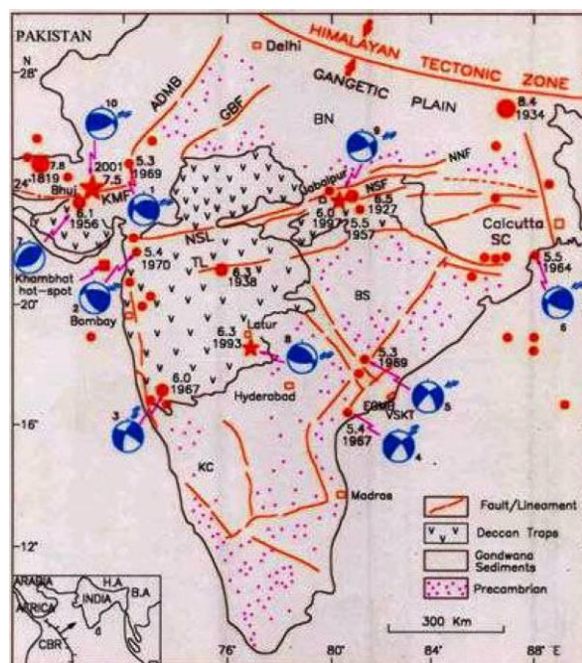 PAKISTAN
Delhi
HIMALAYAN
TECTONIC ZONE
N
28°
10
ADMB
GBF
GANGETIC
PLAIN
BN
9
8.4
1934
7.8
1819
2001
7.5
5.3
1969
NNF
24°
Bhuj
KMF
6.1
1956
1
Jabalpur
NSF
6.0
1997
6.5
1927
5.5
1957
Calcutta
SC
7
NSL
5.4
1970
TL
6.3
1938
5.5
1964
Khambhat
hot-spot
2
Bombay
20
BS
6
6.3
1993
Latur
8
5.3
1969
6.0
1967
Hyderabad
EGMB
VSKT
5
3
16°
5.4
1967
4
KC
Madras
Fault/Lineament
Deccan Traps
12°
Gondwana
Sediments
Precambrian
ARABIA
H.A
AFRICA
INDIA
B.A
CBR
300 Km
76°
80
84°
88°